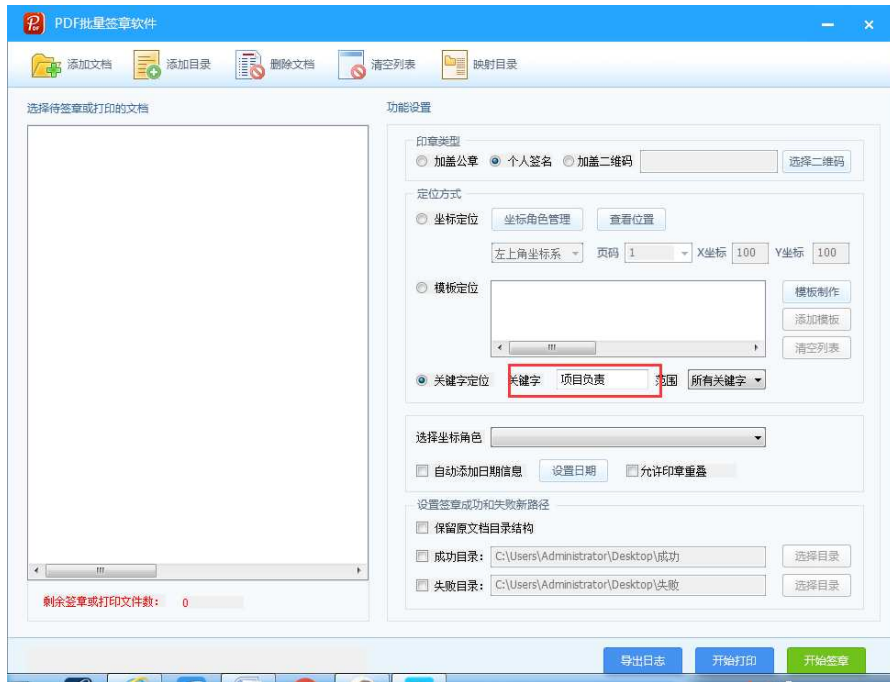 PDF批量签章软件
添加文档 添加目录 删除文档 清空列表 映射目录
选择待签章或打印的文档
功能设置
印章类型
加盖公章 个人签名 加盖二维码 选择二维码
定位方式
坐标定位 坐标角色管理 查看位置
左上角坐标系 页码 1 X坐标 100 Y坐标 100
模板定位 模板制作
添加模板
清空列表
关键字定位 关键字 项目负责 范围 所有关键字
选择坐标角色
自动添加日期信息 设置日期 允许印章重叠
设置签章成功和失败新路径
保留原文档目录结构
成功目录: C:\Users\Administrator\Desktop\成功 选择目录
失败目录: C:\Users\Administrator\Desktop\失败 选择目录
剩余签章或打印文件数: 0
导出日志 开始打印 开始签章